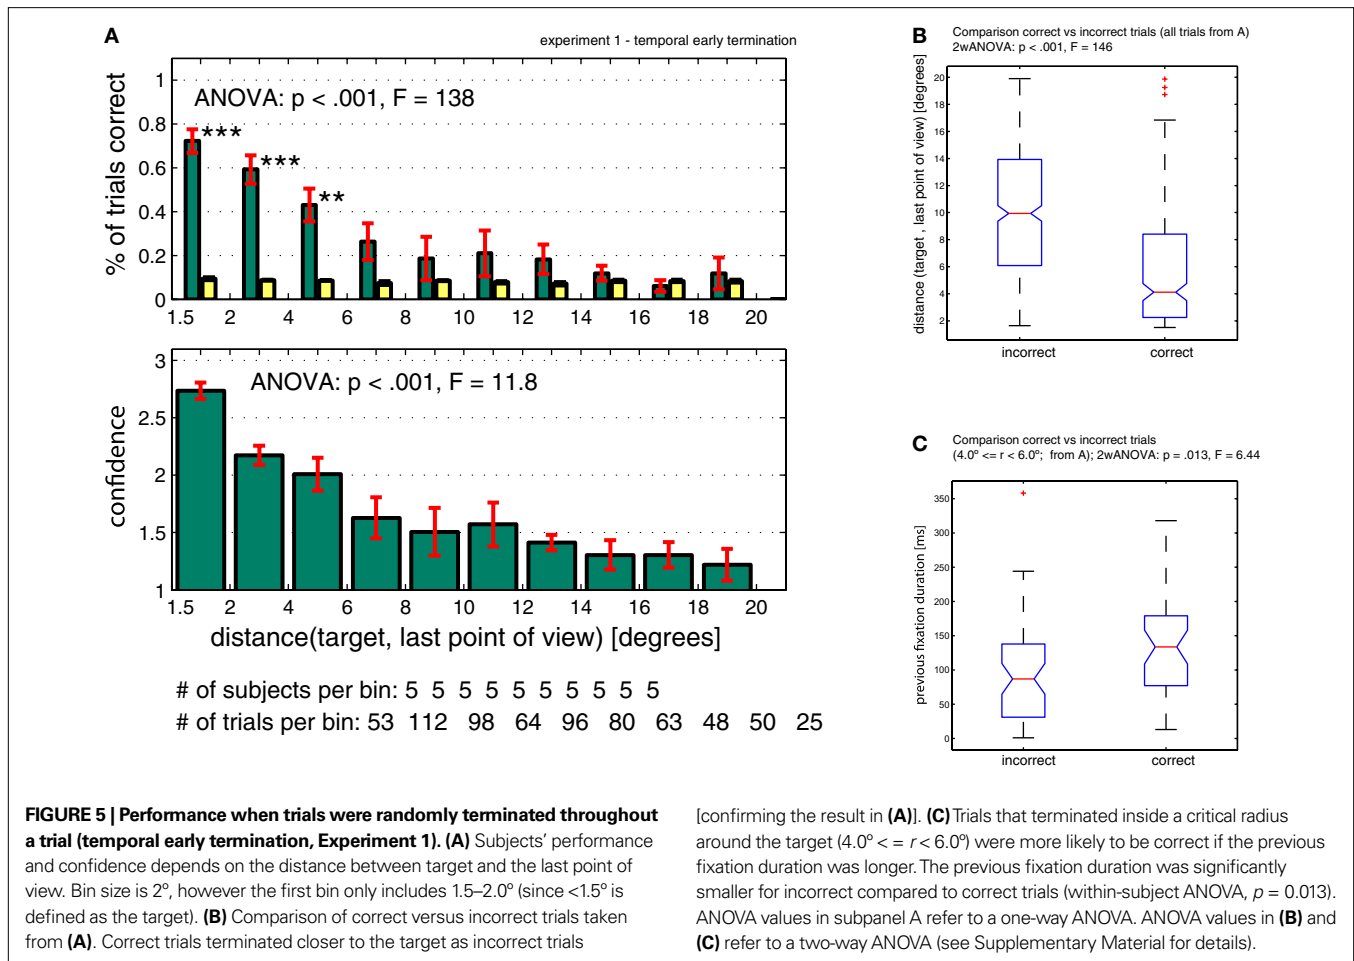 A
experiment 1 - temporal early termination
% of trials correct
ANOVA: p < .001, F = 138
***
***
**
1
0.8
0.6
0.4
0.2
0
1.5 2 4 6 8 10 12 14 16 18 20
confidence
ANOVA: p < .001, F = 11.8
3
2.5
2
1.5
1
1.5 2 4 6 8 10 12 14 16 18 20
distance(target, last point of view) [degrees]
# of subjects per bin: 5 5 5 5 5 5 5 5 5 5
# of trials per bin: 53 112 98 64 96 80 63 48 50 25
B
Comparison correct vs incorrect trials (all trials from A)
2wANOVA: p < .001, F = 146
distance (target , last point of view) [degrees]
20
18
16
14
12
10
8
6
4
2
incorrect correct
C
Comparison correct vs incorrect trials
(4.0º <= r < 6.0º; from A); 2wANOVA: p = .013, F = 6.44
previous fixation duration [ms]
350
300
250
200
150
100
50
0
incorrect correct
FIGURE 5 | Performance when trials were randomly terminated throughout
a trial (temporal early termination, Experiment 1). (A) Subjects' performance
and confidence depends on the distance between target and the last point of
view. Bin size is 2º, however the first bin only includes 1.5–2.0º (since <1.5º is
defined as the target). (B) Comparison of correct versus incorrect trials taken
from (A). Correct trials terminated closer to the target as incorrect trials
[confirming the result in (A)]. (C) Trials that terminated inside a critical radius
around the target (4.0º < = r < 6.0º) were more likely to be correct if the previous
fixation duration was longer. The previous fixation duration was significantly
smaller for incorrect compared to correct trials (within-subject ANOVA, p = 0.013).
ANOVA values in subpanel A refer to a one-way ANOVA. ANOVA values in (B) and
(C) refer to a two-way ANOVA (see Supplementary Material for details).